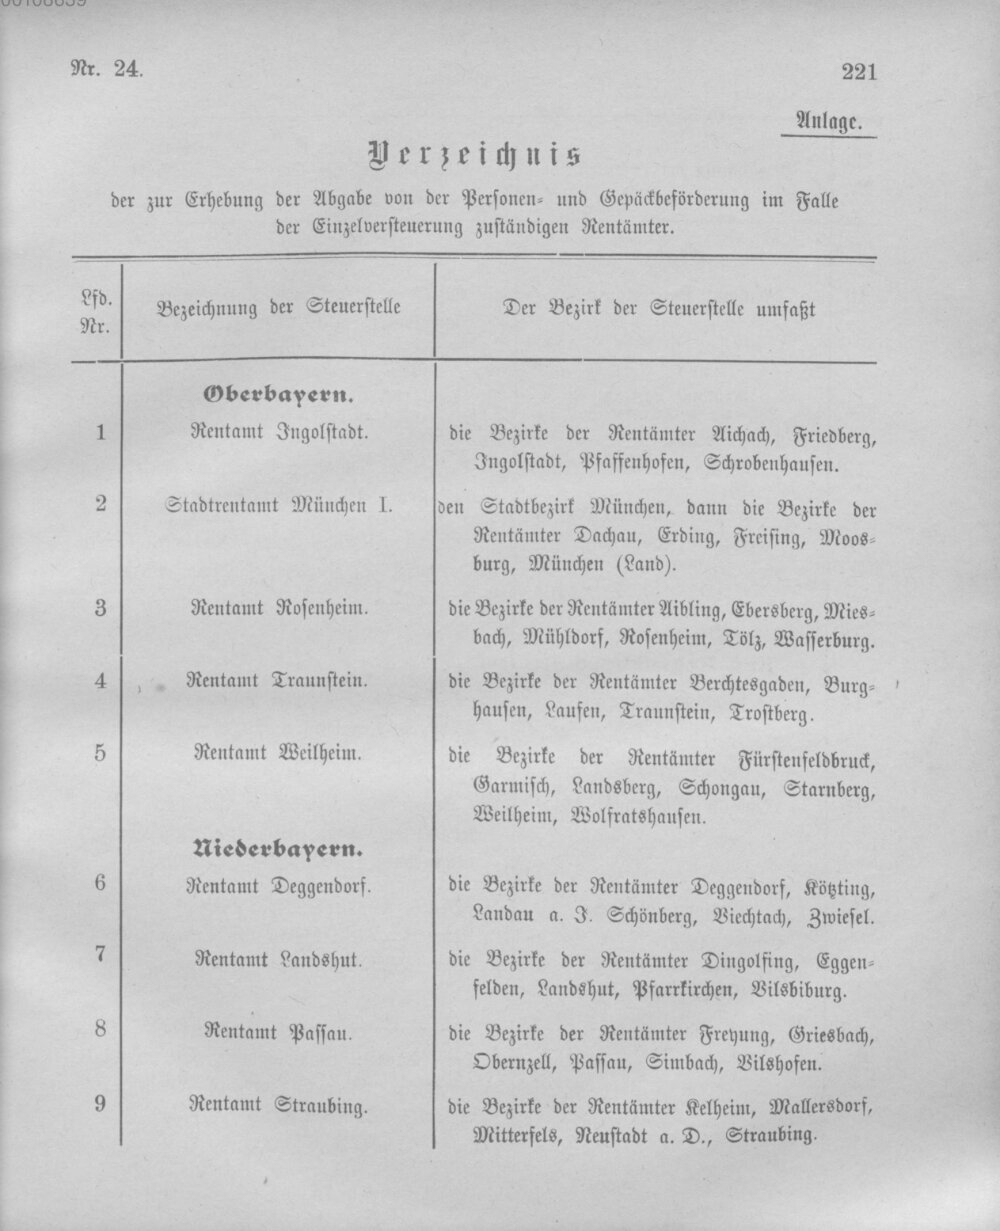 Nr. 24.
221
Anlage.
Verzeichnis
der zur Erhebung der Abgabe von der Personen- und Gepäckbeförderung im Falle
der Einzelversteuerung zuständigen Rentämter.
Lfd. Nr.
Bezeichnung der Steuerstelle
Der Bezirk der Steuerstelle umfaßt
Oberbayern.
1 Rentamt Ingolstadt. die Bezirke der Rentämter Aichach, Friedberg,
Ingolstadt, Pfaffenhofen, Schrobenhausen.
2 Stadtrentamt München I. den Stadtbezirk München, dann die Bezirke der
Rentämter Dachau, Erding, Freising, Moos-
burg, München (Land).
3 Rentamt Rosenheim. die Bezirke der Rentämter Aibling, Ebersberg, Mies-
bach, Mühldorf, Rosenheim, Tölz, Wasserburg.
4 Rentamt Traunstein. die Bezirke der Rentämter Berchtesgaden, Burg-
hausen, Laufen, Traunstein, Trostberg.
5 Rentamt Weilheim. die Bezirke der Rentämter Fürstenfeldbruck,
Garmisch, Landsberg, Schongau, Starnberg,
Weilheim, Wolfratshausen.
Niederbayern.
6 Rentamt Deggendorf. die Bezirke der Rentämter Deggendorf, Kötzting,
Landau a. J. Schönberg, Viechtach, Zwiesel.
7 Rentamt Landshut. die Bezirke der Rentämter Dingolfing, Eggen-
felden, Landshut, Pfarrkirchen, Vilsbiburg.
8 Rentamt Passau. die Bezirke der Rentämter Freyung, Griesbach,
Obernzell, Passau, Simbach, Vilshofen.
9 Rentamt Straubing. die Bezirke der Rentämter Kelheim, Mallersdorf,
Mitterfels, Neustadt a. D., Straubing.